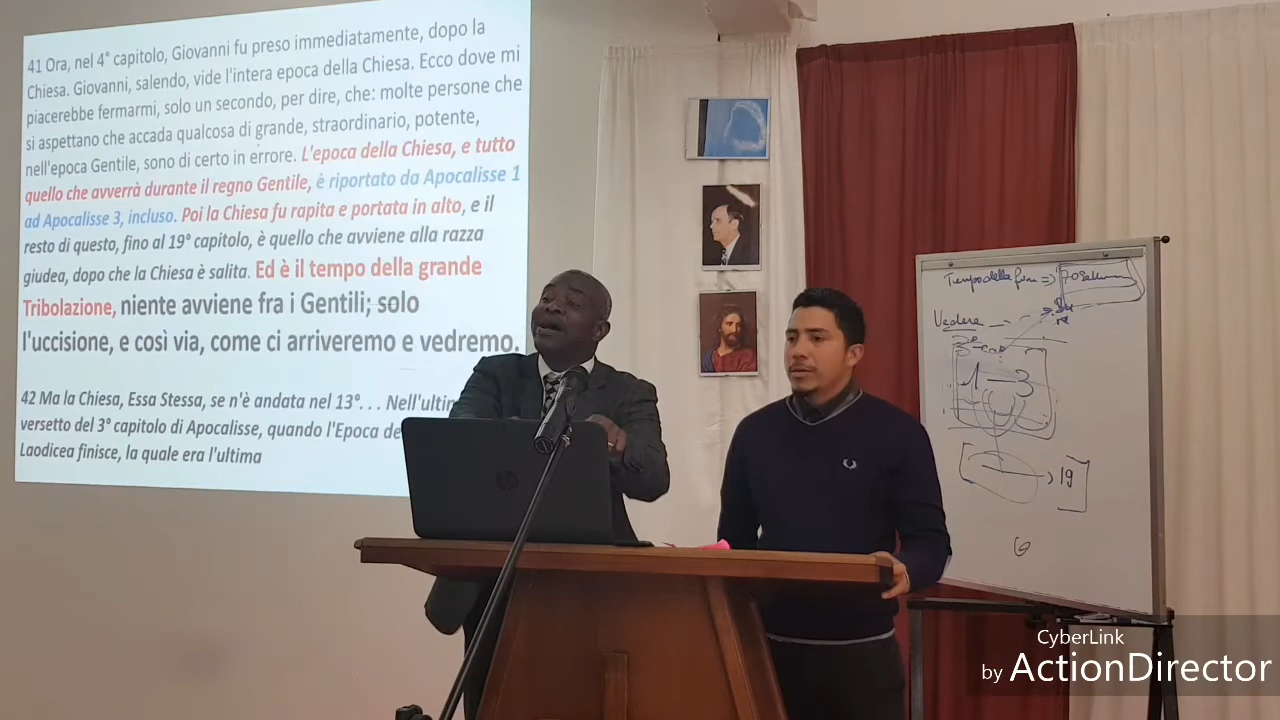 41 Ora, nel 4° capitolo, Giovanni fu preso immediatamente, dopo la
Chiesa. Giovanni, salendo, vide l'intera epoca della Chiesa. Ecco dove mi
piacerebbe fermarmi, solo un secondo, per dire, che: molte persone che
si aspettano che accada qualcosa di grande, straordinario, potente,
nell'epoca Gentile, sono di certo in errore. L'epoca della Chiesa, e tutto
quello che avverrà durante il regno Gentile, è riportato da Apocalisse 1
ad Apocalisse 3, incluso. Poi la Chiesa fu rapita e portata in alto, e il
resto di questo, fino al 19° capitolo, è quello che avviene alla razza
giudea, dopo che la Chiesa è salita. Ed è il tempo della grande
Tribolazione, niente avviene fra i Gentili; solo
l'uccisione, e così via, come ci arriveremo e vedremo.
42 Ma la Chiesa, Essa Stessa, se n'è andata nel 13°. . . Nell'ultir
versetto del 3° capitolo di Apocalisse, quando l'Epoca de
Laodicea finisce, la quale era l'ultima
Tempo della fine =>
Vedere
1-3
19
hp
CyberLink
by ActionDirector